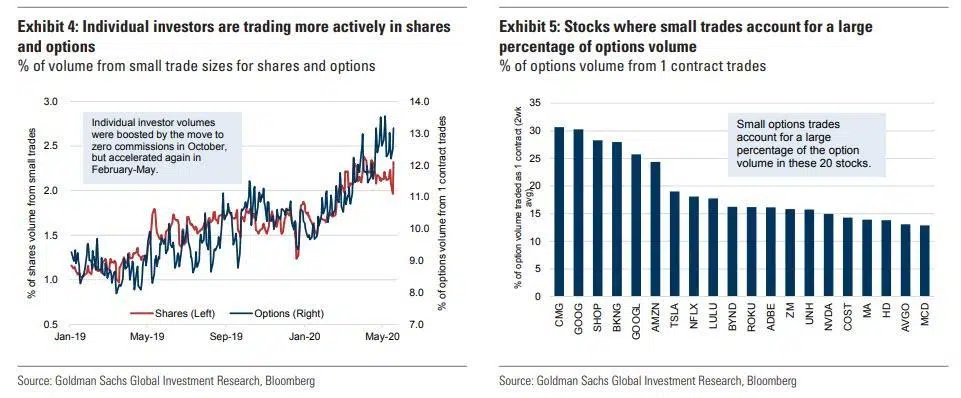 Exhibit 4: Individual investors are trading more actively in shares
and options
% of volume from small trade sizes for shares and options
% of shares volume from small trades
3.0
2.5
2.0
1.5
1.0
0.5
Individual investor volumes
were boosted by the move to
zero commissions in October,
but accelerated again in
February-May.
14.0
13.0
12.0
11.0
10.0
9.0
8.0
7.0
% of options volume from 1 contract trades
Shares (Left)
Options (Right)
Jan-19
May-19
Sep-19
Jan-20
May-20
Source: Goldman Sachs Global Investment Research, Bloomberg
Exhibit 5: Stocks where small trades account for a large
percentage of options volume
% of options volume from 1 contract trades
% of option volume traded as 1 contract (2wk
avg)
35
30
25
20
15
10
5
0
Small options trades
account for a large
percentage of the option
volume in these 20 stocks.
CMG
GOOG
SHOP
BKNG
GOOGL
AMZN
TSLA
NFLX
LULU
BYND
ROKU
ADBE
ZM
UNH
NVDA
COST
MA
HD
AVGO
MCD
Source: Goldman Sachs Global Investment Research, Bloomberg